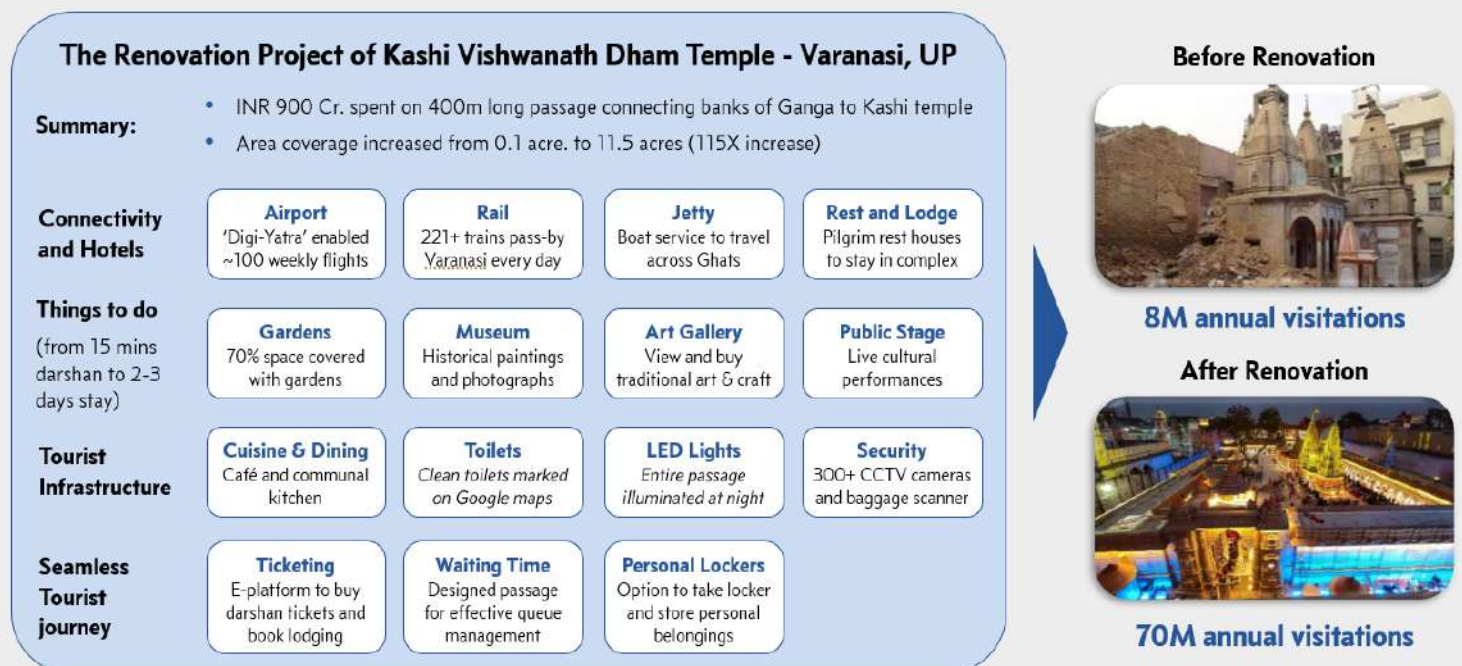 The Renovation Project of Kashi Vishwanath Dham Temple - Varanasi, UP
Summary:
• INR 900 Cr. spent on 400m long passage connecting banks of Ganga to Kashi temple
• Area coverage increased from 0.1 acre. to 11.5 acres (115X increase)
Connectivity
and Hotels
Airport
'Digi-Yatra' enabled
~100 weekly flights
Rail
221+ trains pass-by
Varanasi every day
Jetty
Boat service to travel
across Ghats
Rest and Lodge
Pilgrim rest houses
to stay in complex
Things to do
(from 15 mins
darshan to 2-3
days stay)
Gardens
70% space covered
with gardens
Museum
Historical paintings
and photographs
Art Gallery
View and buy
traditional art & craft
Public Stage
Live cultural
performances
Tourist
Infrastructure
Cuisine & Dining
Café and communal
kitchen
Toilets
Clean toilets marked
on Google maps
LED Lights
Entire passage
illuminated at night
Security
300+ CCTV cameras
and baggage scanner
Seamless
Tourist
journey
Ticketing
E-platform to buy
darshan tickets and
book lodging
Waiting Time
Designed passage
for effective queue
management
Personal Lockers
Option to take locker
and store personal
belongings
Before Renovation
8M annual visitations
After Renovation
70M annual visitations